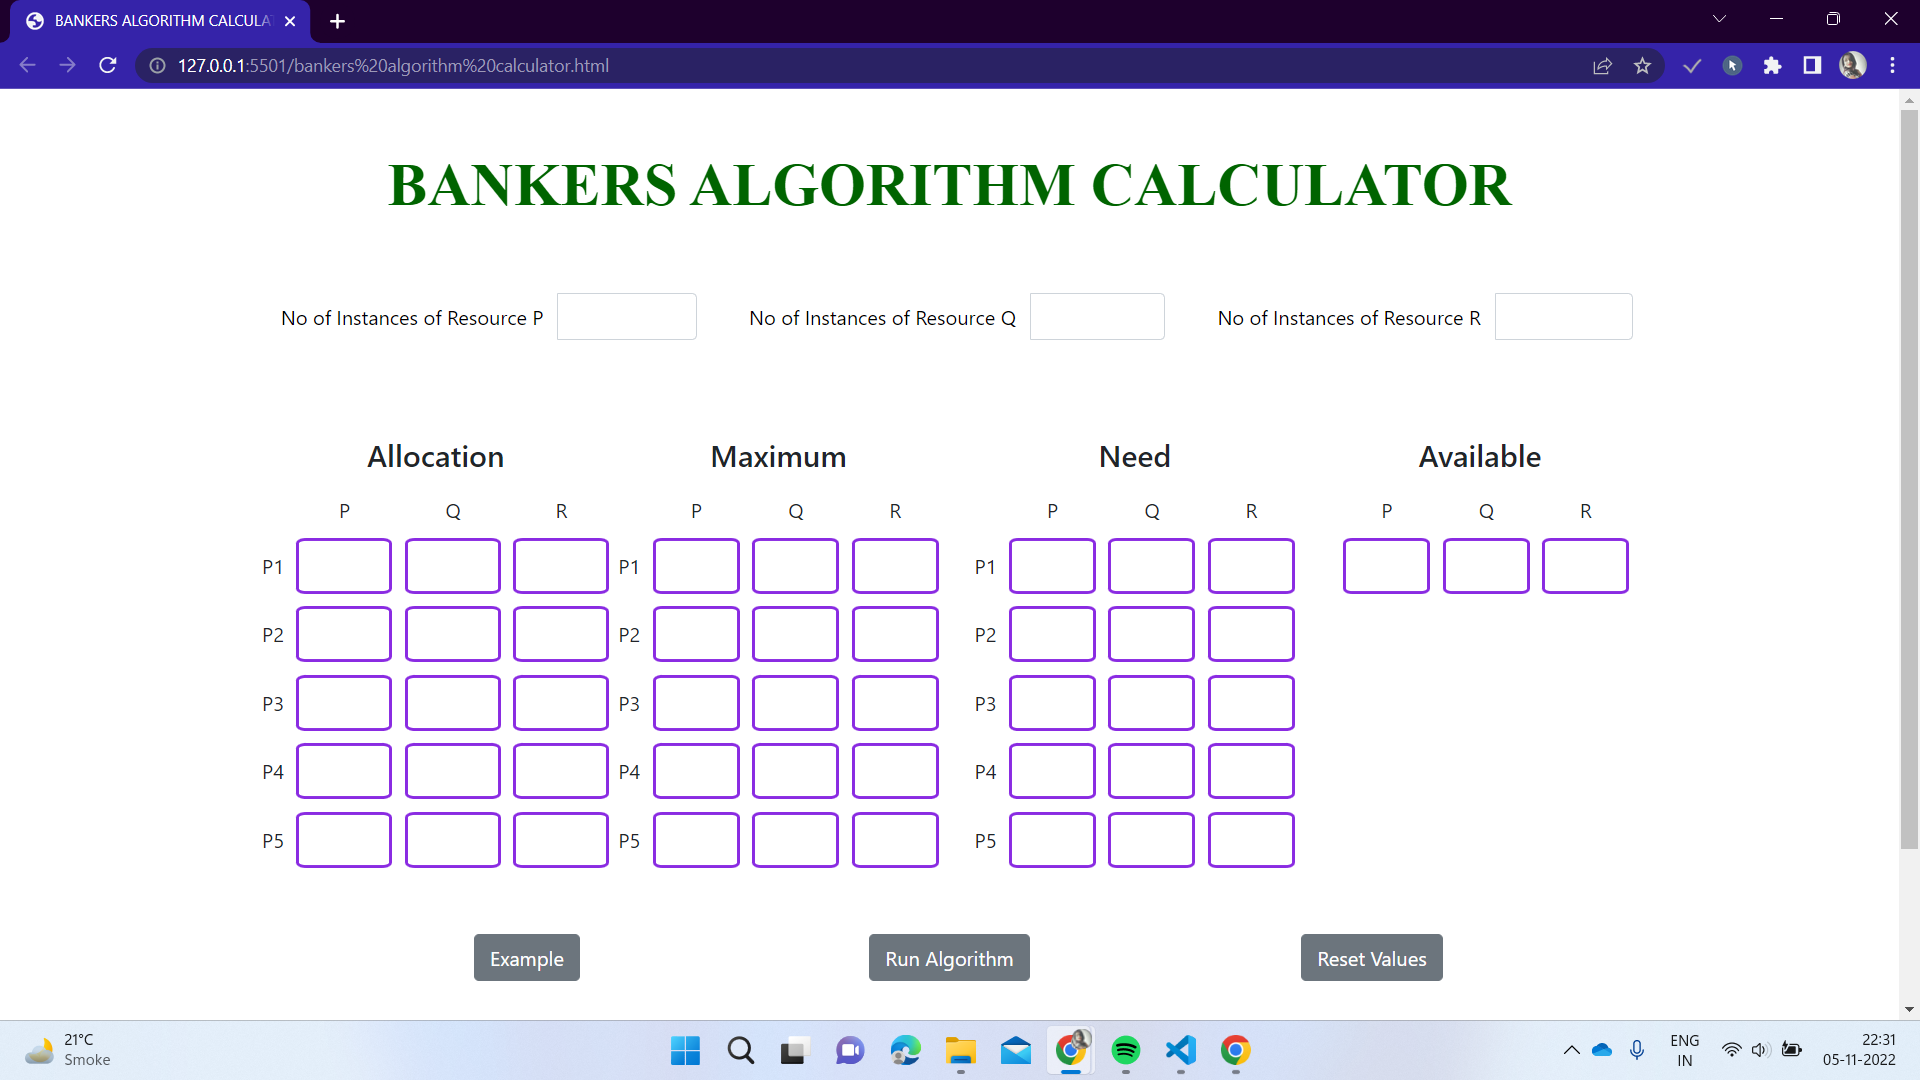 BANKERS ALGORITHM CALCULA
127.0.0.1:5501/bankers%20algorithm%20calculator.html
BANKERS ALGORITHM CALCULATOR
No of Instances of Resource P No of Instances of Resource Q No of Instances of Resource R
Allocation Maximum Need Available
P Q R P Q R P Q R P Q R
P1 P1 P1
P2 P2 P2
P3 P3 P3
P4 P4 P4
P5 P5 P5
Example Run Algorithm Reset Values
21°C
Smoke
ENG
IN
22:31
05-11-2022